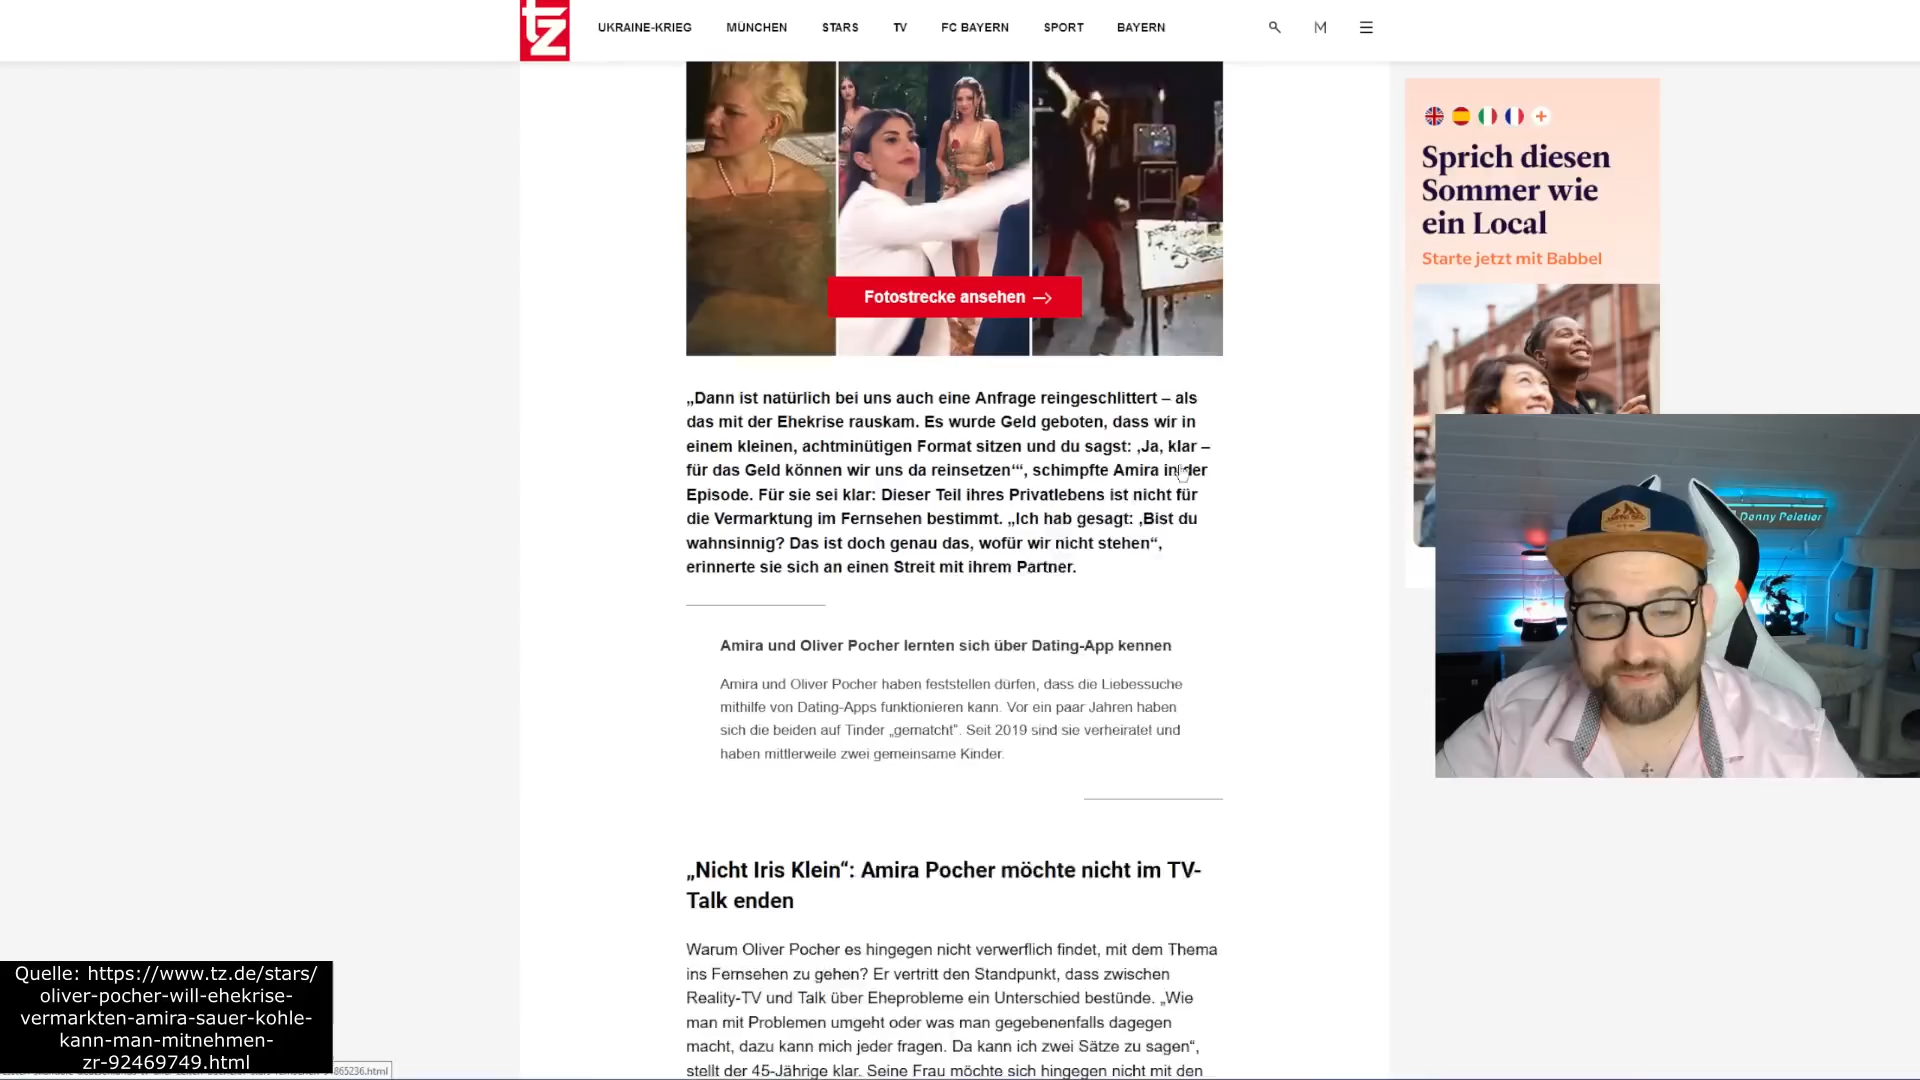 tz
UKRAINE-KRIEG MÜNCHEN STARS TV FC BAYERN SPORT BAYERN M
Fotostrecke ansehen
„Dann ist natürlich bei uns auch eine Anfrage reingeschlittert – als
das mit der Ehekrise rauskam. Es wurde Geld geboten, dass wir in
einem kleinen, achtminütigen Format sitzen und du sagst: ‚Ja, klar –
für das Geld können wir uns da reinsetzen‘“, schimpfte Amira in der
Episode. Für sie sei klar: Dieser Teil ihres Privatlebens ist nicht für
die Vermarktung im Fernsehen bestimmt. „Ich hab gesagt: ‚Bist du
wahnsinnig? Das ist doch genau das, wofür wir nicht stehen“,
erinnerte sie sich an einen Streit mit ihrem Partner.
Amira und Oliver Pocher lernten sich über Dating-App kennen
Amira und Oliver Pocher haben feststellen dürfen, dass die Liebessuche
mithilfe von Dating-Apps funktionieren kann. Vor ein paar Jahren haben
sich die beiden auf Tinder „gematcht“. Seit 2019 sind sie verheiratet und
haben mittlerweile zwei gemeinsame Kinder.
„Nicht Iris Klein“: Amira Pocher möchte nicht im TV-
Talk enden
Warum Oliver Pocher es hingegen nicht verwerflich findet, mit dem Thema
ins Fernsehen zu gehen? Er vertritt den Standpunkt, dass zwischen
Reality-TV und Talk über Eheprobleme ein Unterschied bestünde. „Wie
man mit Problemen umgeht oder was man gegebenenfalls dagegen
macht, dazu kann mich jeder fragen. Da kann ich zwei Sätze zu sagen“,
stellt der 45-Jährige klar. Seine Frau möchte sich hingegen nicht mit den
Sprich diesen
Sommer wie
ein Local
Starte jetzt mit Babbel
Denny Peletier
Quelle: https://www.tz.de/stars/
oliver-pocher-will-ehekrise-
vermarkten-amira-sauer-kohle-
kann-man-mitnehmen-
zr-92469749.html